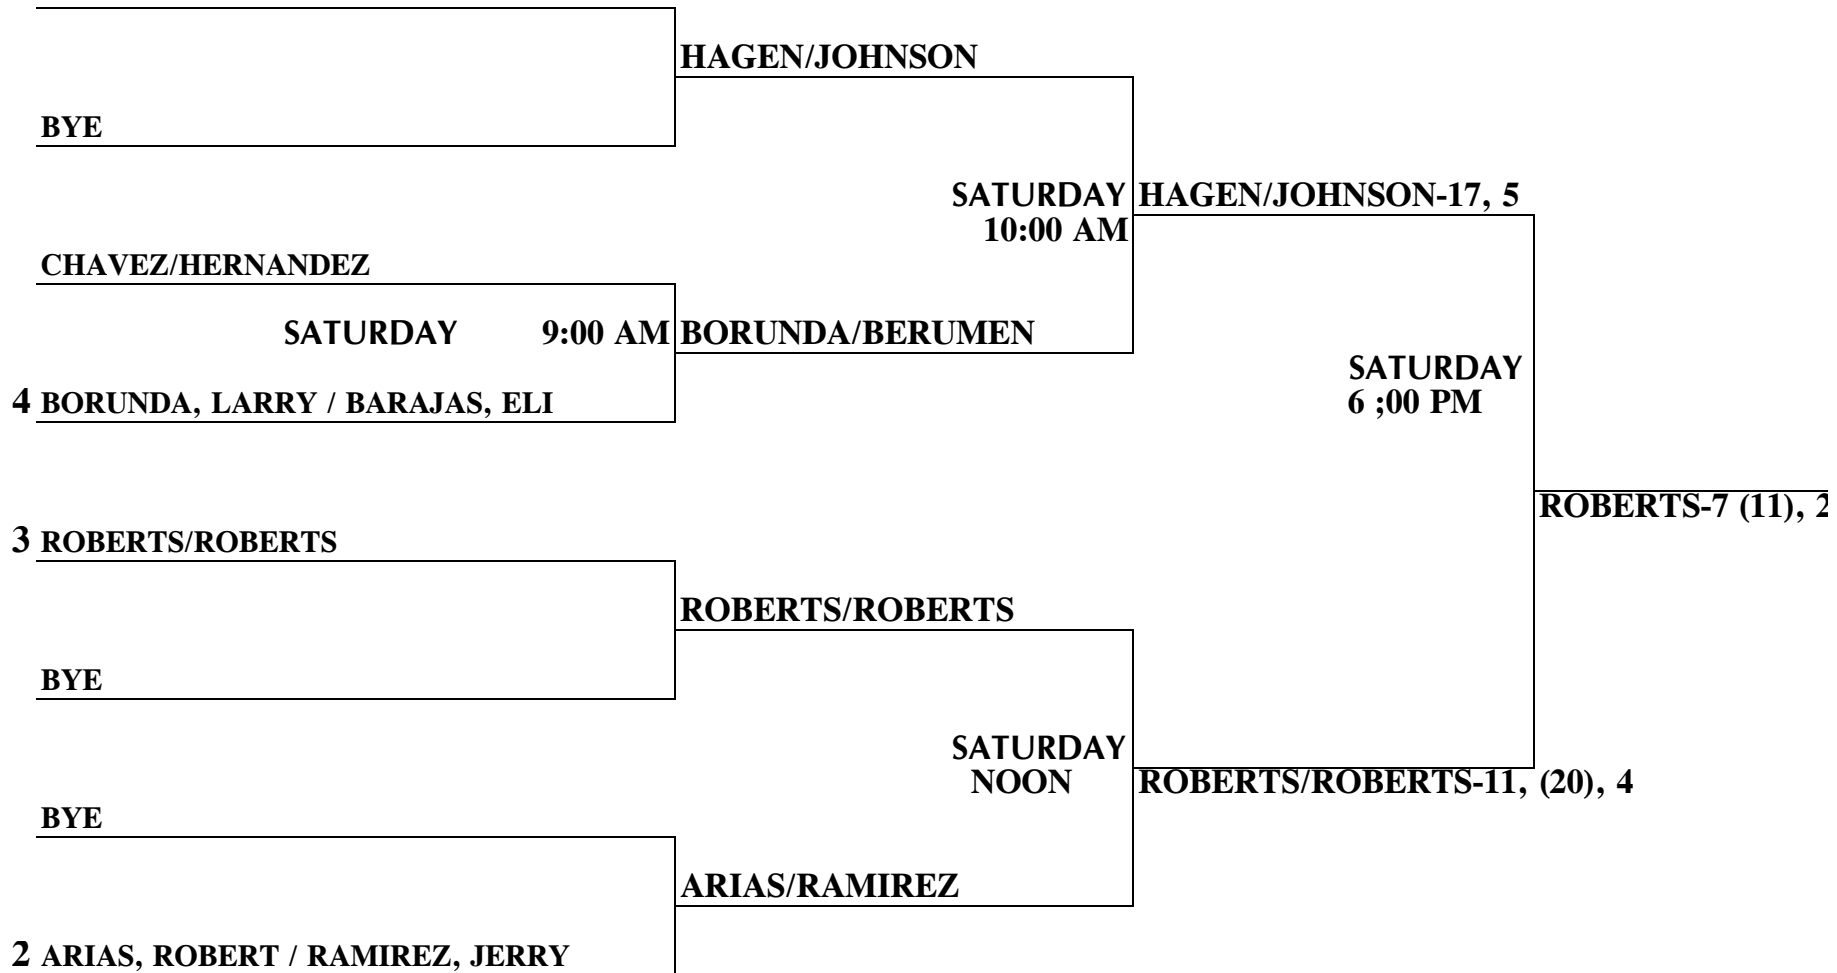 HAGEN/JOHNSON
BYE
SATURDAY HAGEN/JOHNSON-17, 5
10:00 AM
CHAVEZ/HERNANDEZ
SATURDAY 9:00 AM BORUNDA/BERUMEN
SATURDAY
4 BORUNDA, LARRY / BARAJAS, ELI 6 ;00 PM
ROBERTS-7 (11), 2
3 ROBERTS/ROBERTS
ROBERTS/ROBERTS
BYE
SATURDAY
NOON ROBERTS/ROBERTS-11, (20), 4
BYE
ARIAS/RAMIREZ
2 ARIAS, ROBERT / RAMIREZ, JERRY